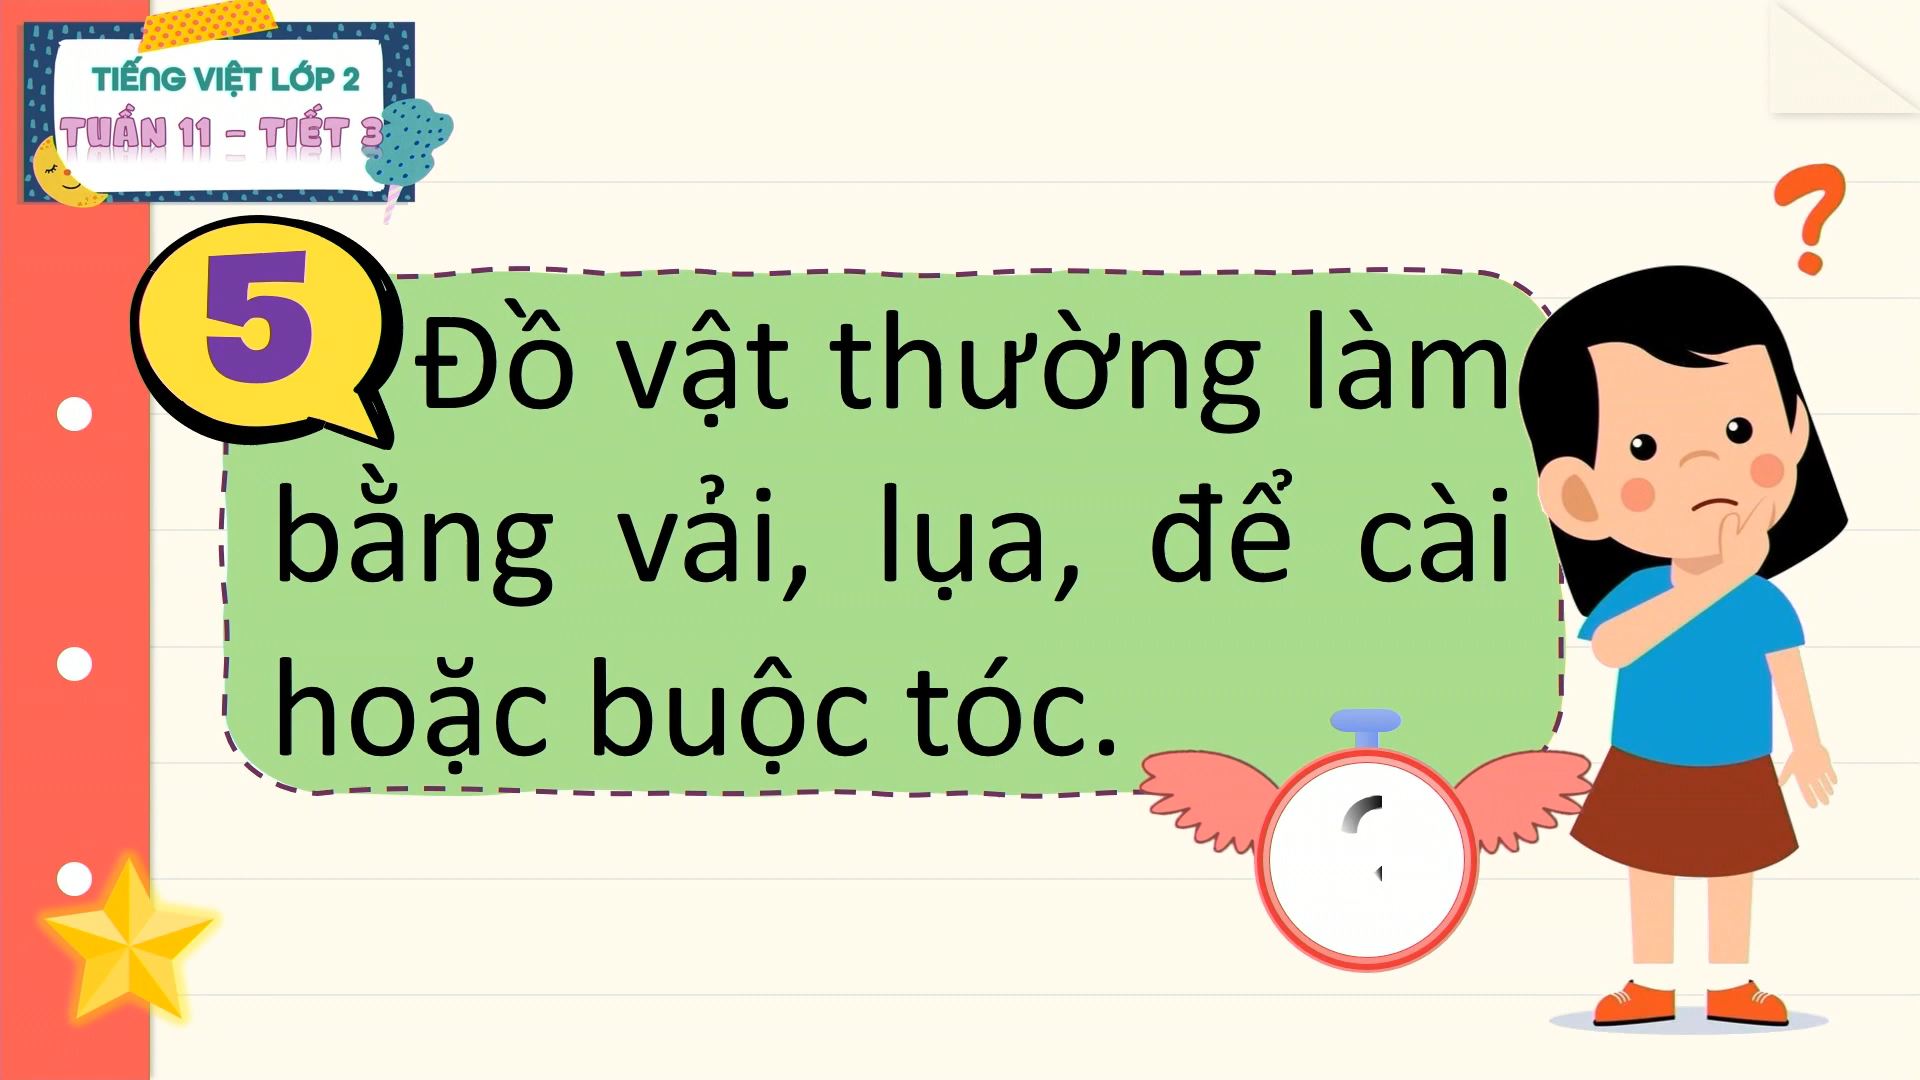 TIẾNG VIỆT LỚP 2
TUẦN 11 - TIẾT 3
5
?
Đồ vật thường làm
bằng vải, lụa, để cài
hoặc buộc tóc.